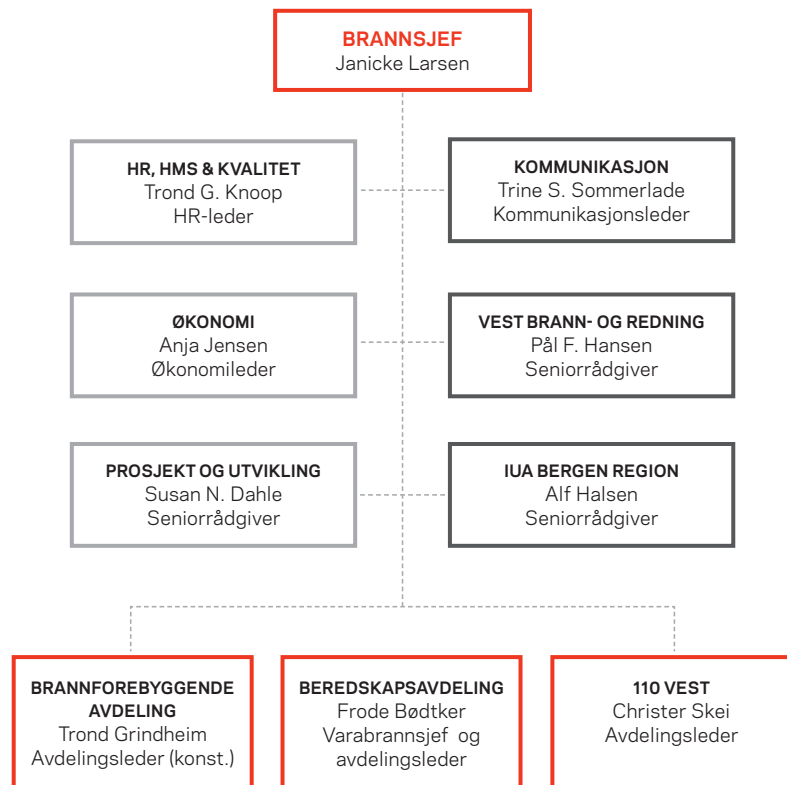 BRANNSJEF
Janicke Larsen
HR, HMS & KVALITET
Trond G. Knoop
HR-leder
KOMMUNIKASJON
Trine S. Sommerlade
Kommunikasjonsleder
ØKONOMI
Anja Jensen
Økonomileder
VEST BRANN- OG REDNING
Pål F. Hansen
Seniorrådgiver
PROSJEKT OG UTVIKLING
Susan N. Dahle
Seniorrådgiver
IUA BERGEN REGION
Alf Halsen
Seniorrådgiver
BRANNFOREBYGGENDE
AVDELING
Trond Grindheim
Avdelingsleder (konst.)
BEREDSKAPSAVDELING
Frode Bødtker
Varabrannsjef og
avdelingsleder
110 VEST
Christer Skei
Avdelingsleder